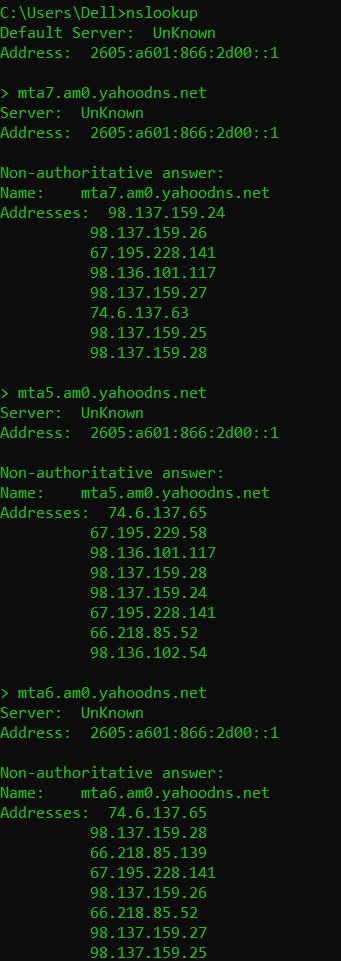 C:\Users\Dell>nslookup
Default Server:  UnKnown
Address:  2605:a601:866:2d00::1

> mta7.am0.yahoodns.net
Server:  UnKnown
Address:  2605:a601:866:2d00::1

Non-authoritative answer:
Name:    mta7.am0.yahoodns.net
Addresses:  98.137.159.24
          98.137.159.26
          67.195.228.141
          98.136.101.117
          98.137.159.27
          74.6.137.63
          98.137.159.25
          98.137.159.28

> mta5.am0.yahoodns.net
Server:  UnKnown
Address:  2605:a601:866:2d00::1

Non-authoritative answer:
Name:    mta5.am0.yahoodns.net
Addresses:  74.6.137.65
          67.195.229.58
          98.136.101.117
          98.137.159.28
          98.137.159.24
          67.195.228.141
          66.218.85.52
          98.136.102.54

> mta6.am0.yahoodns.net
Server:  UnKnown
Address:  2605:a601:866:2d00::1

Non-authoritative answer:
Name:    mta6.am0.yahoodns.net
Addresses:  74.6.137.65
          98.137.159.28
          66.218.85.139
          67.195.228.141
          98.137.159.26
          66.218.85.52
          98.137.159.27
          98.137.159.25